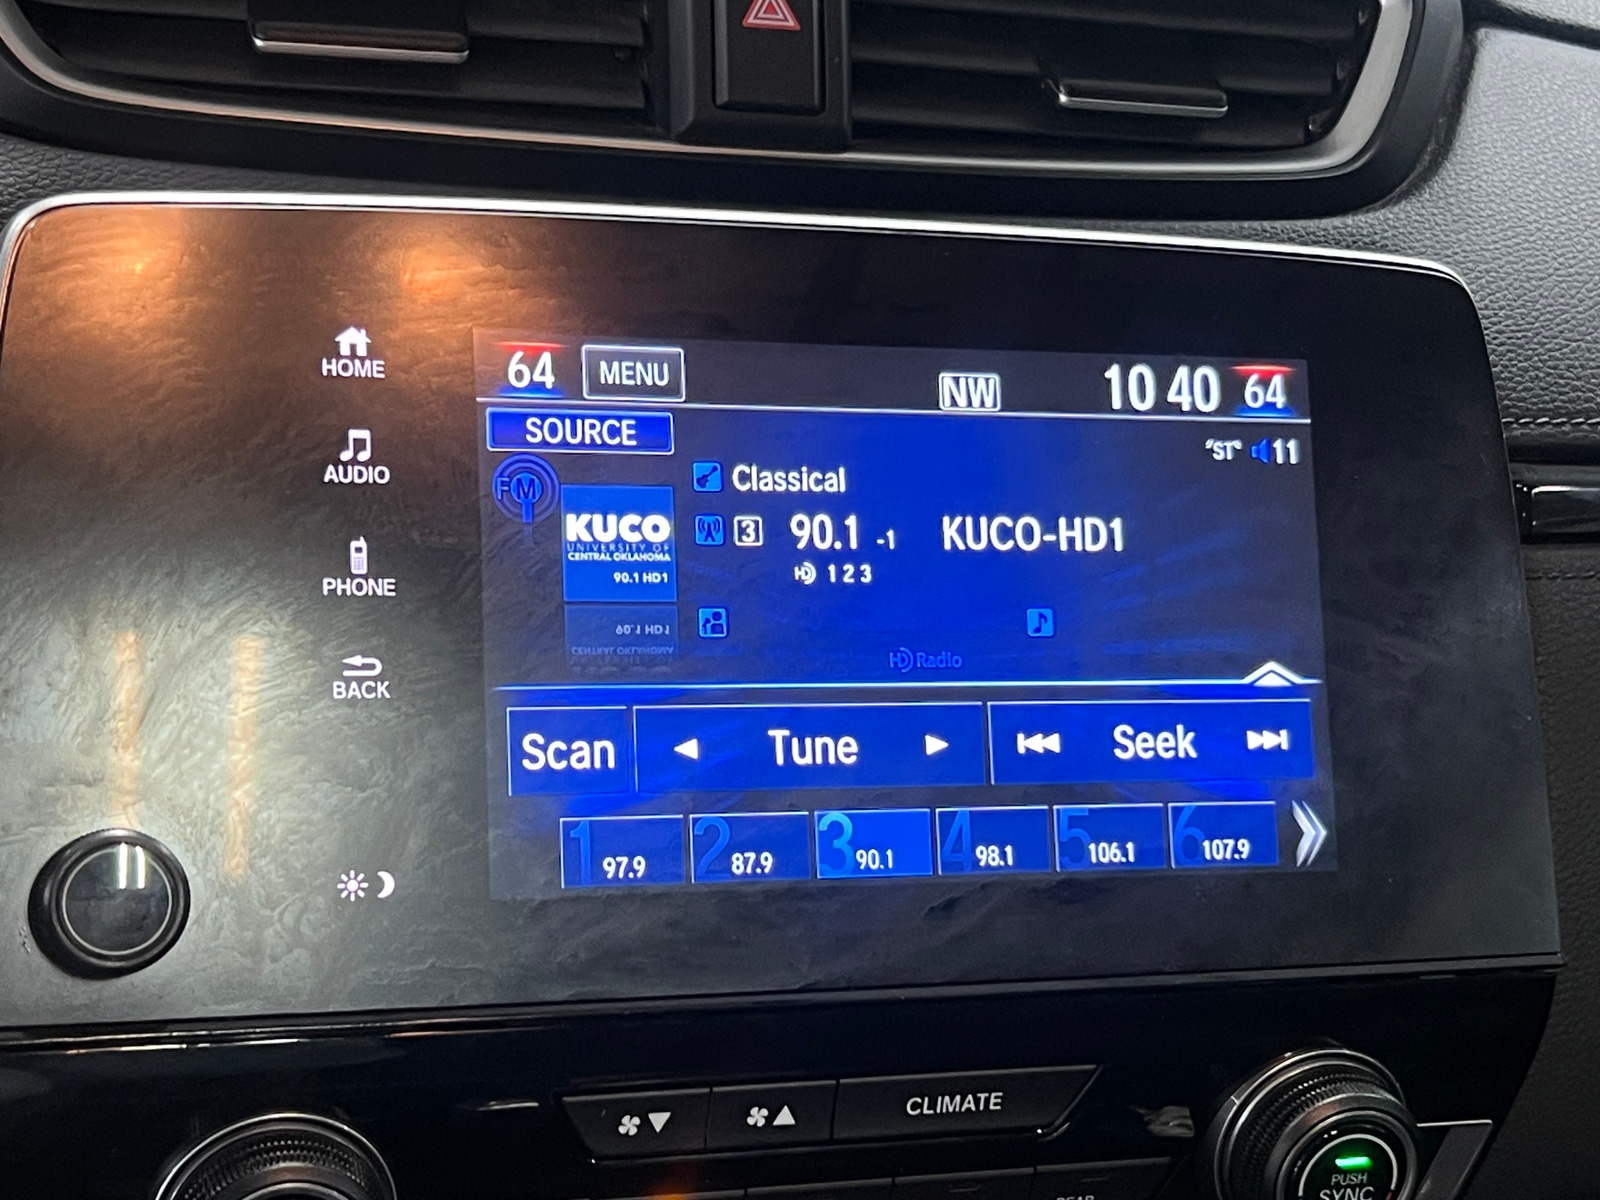 HOME
AUDIO
PHONE
BACK
64 MENU NW 10 40 64
SOURCE
"ST" 11
FM
KUCO
UNIVERSITY OF
CENTRAL OKLAHOMA
90.1 HD1
Classical
3 90.1 -1 KUCO-HD1
HD 1 2 3
HD Radio
Scan Tune Seek
1 97.9
2 87.9
3 90.1
4 98.1
5 106.1
6 107.9
CLIMATE
PUSH
SYNC
REAR